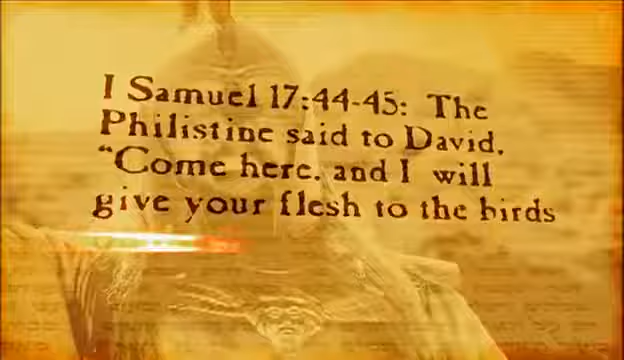 I Samuel 17:44-45: The
Philistine said to David,
“Come here, and I will
give your flesh to the birds